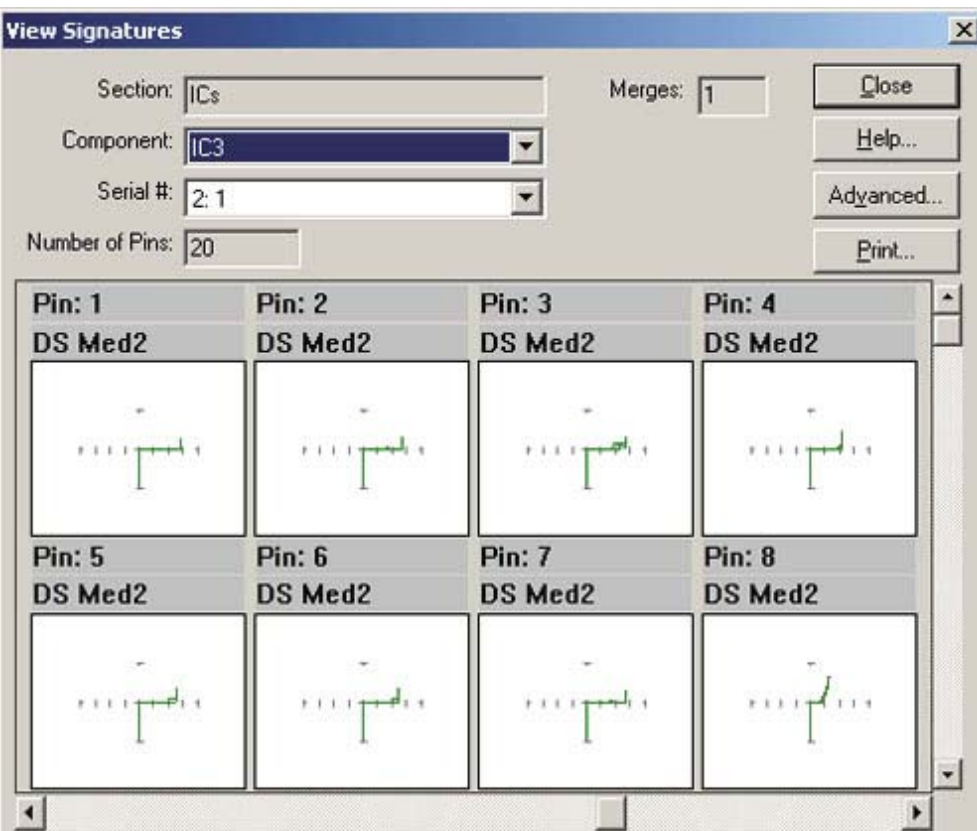 View Signatures
Section: ICs Merges: 1 Close
Component: IC3 Help...
Serial #: 2: 1 Advanced...
Number of Pins: 20 Print...
Pin: 1 Pin: 2 Pin: 3 Pin: 4
DS Med2 DS Med2 DS Med2 DS Med2
Pin: 5 Pin: 6 Pin: 7 Pin: 8
DS Med2 DS Med2 DS Med2 DS Med2